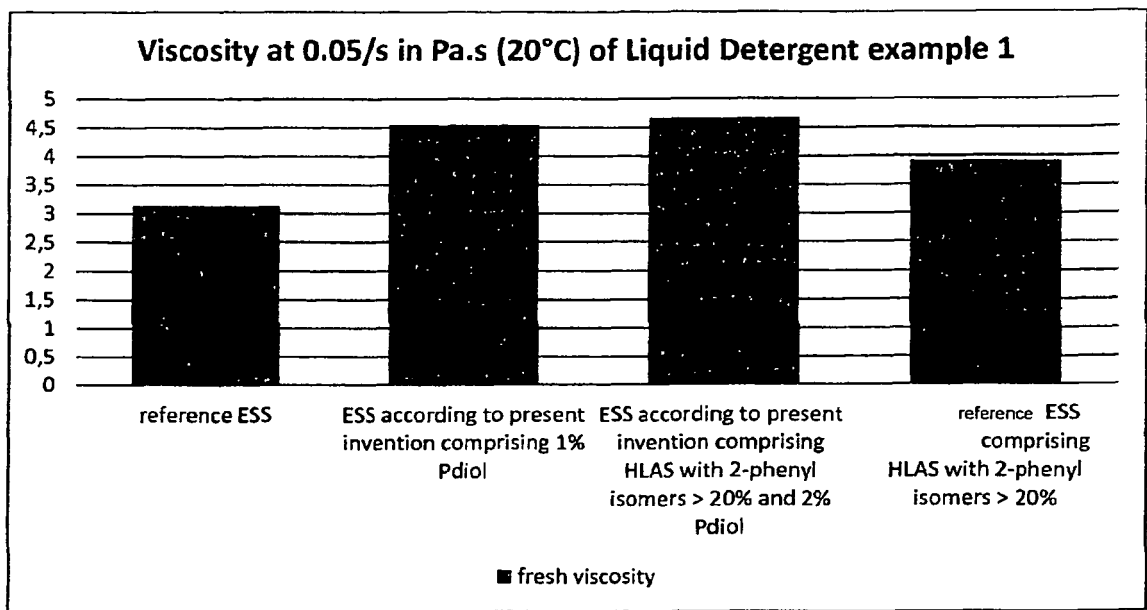 Viscosity at 0.05/s in Pa.s (20°C) of Liquid Detergent example 1
5
4,5
4
3,5
3
2,5
2
1,5
1
0,5
0
reference ESS
ESS according to present
invention comprising 1%
Pdiol
ESS according to present
invention comprising
HLAS with 2-phenyl
isomers > 20% and 2%
Pdiol
reference ESS
comprising
HLAS with 2-phenyl
isomers > 20%
fresh viscosity